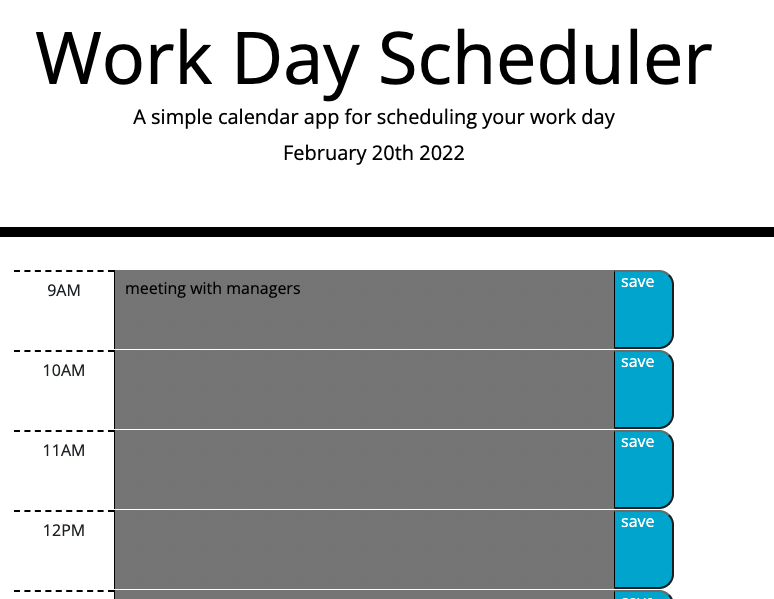 Work Day Scheduler
A simple calendar app for scheduling your work day
February 20th 2022
9AM meeting with managers save
10AM save
11AM save
12PM save